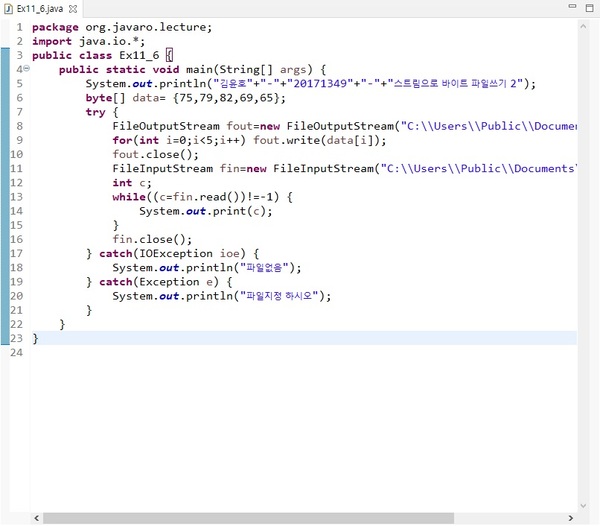 Ex11_6.java
1 package org.javaro.lecture;
2 import java.io.*;
3 public class Ex11_6 {
4 public static void main(String[] args) {
5 System.out.println("김윤호"+"-"+"20171349"+"-"+"스트림으로 바이트 파일쓰기 2");
6 byte[] data= {75,79,82,69,65};
7 try {
8 FileOutputStream fout=new FileOutputStream("C:\\Users\\Public\\Documen
9 for(int i=0;i<5;i++) fout.write(data[i]);
10 fout.close();
11 FileInputStream fin=new FileInputStream("C:\\Users\\Public\\Documents\
12 int c;
13 while((c=fin.read())!=-1) {
14 System.out.print(c);
15 }
16 fin.close();
17 } catch(IOException ioe) {
18 System.out.println("파일없음");
19 } catch(Exception e) {
20 System.out.println("파일지정 하시오");
21 }
22 }
23 }
24